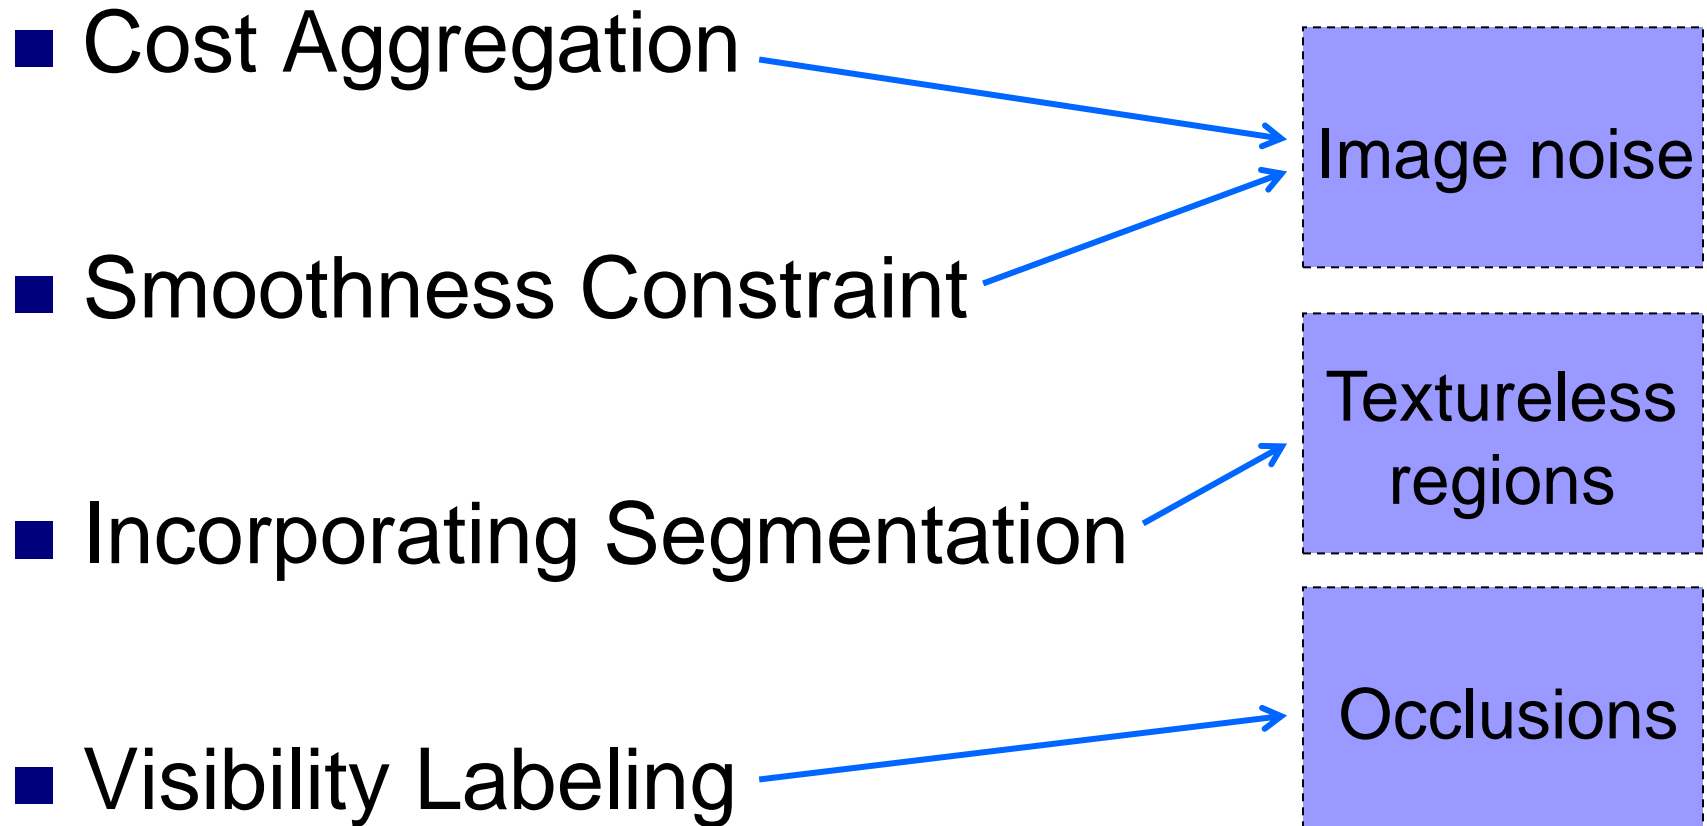 Cost Aggregation
Image noise
Smoothness Constraint
Textureless
regions
Incorporating Segmentation
Occlusions
Visibility Labeling